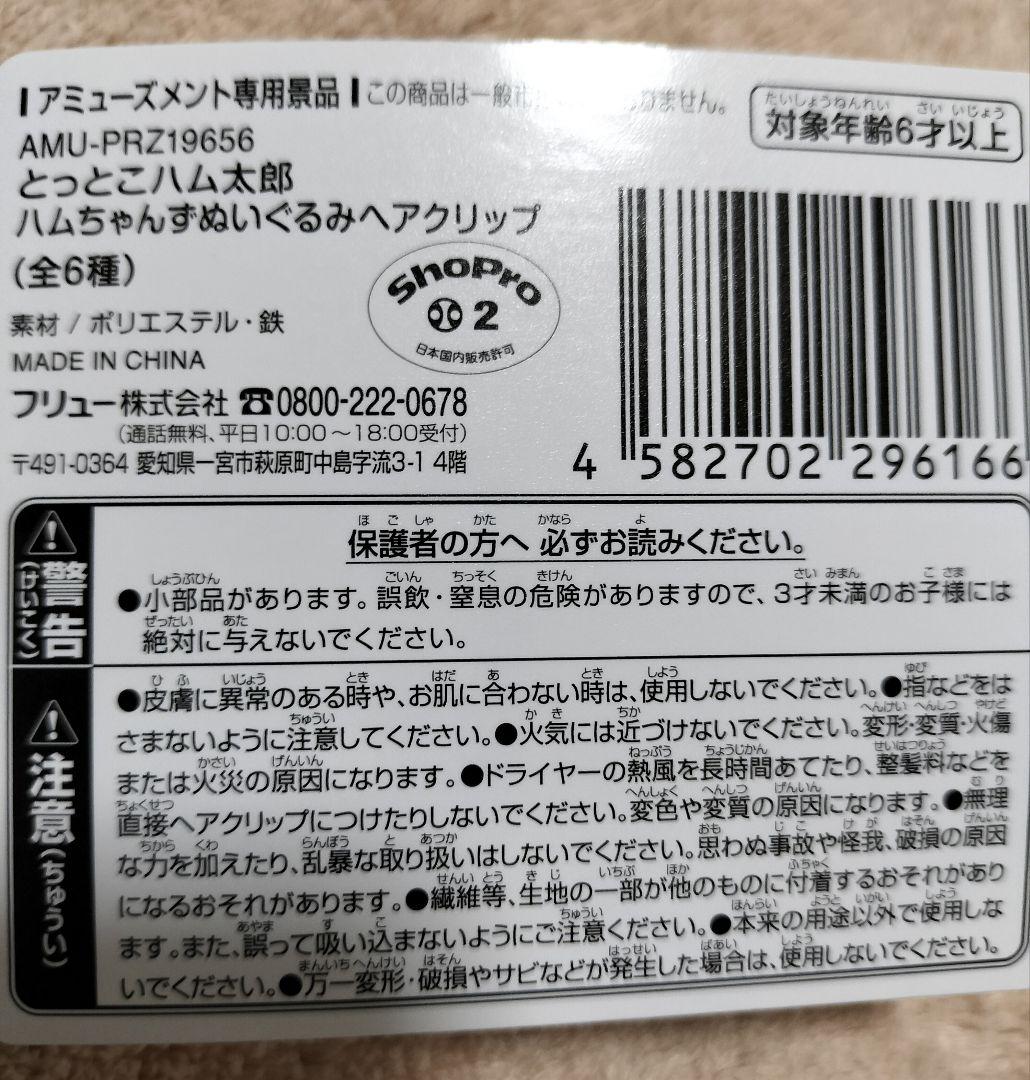 アミューズメント専用景品 この商品は一般市 ません。
たいしょうねんれい さい いじょう
対象年齢6才以上
AMU-PRZ19656
とっとこハム太郎
ハムちゃんずぬいぐるみヘアクリップ
(全6種)
ShoPro
2
日本国内販売許可
素材 / ポリエステル・鉄
MADE IN CHINA
フリュー株式会社 ☎0800-222-0678
(通話無料、平日10:00～18:00受付)
〒491-0364 愛知県一宮市萩原町中島字流3-1 4階
4 582702 296166
警告
(けいこく)
ほごしゃ かた かなら よ
保護者の方へ 必ずお読みください。
しょうぶひん ごいん ちっそく きけん さい みまん こ さま
●小部品があります。誤飲・窒息の危険がありますので、3才未満のお子様には
ぜったい あた
絶対に与えないでください。
注意(ちゅうい)
ひふ いじょう とき はだ あ とき しよう ゆび
●皮膚に異常のある時や、お肌に合わない時は、使用しないでください。●指などをは
ちゅうい かき ちか へんけい へんしつ やけど
さまないように注意してください。●火気には近づけないでください。変形・変質・火傷
かさい げんいん ねっぷう ちょうじかん せいはつりょう
または火災の原因になります。●ドライヤーの熱風を長時間あてたり、整髪料などを
ちょくせつ へんしょく へんしつ げんいん むり
直接ヘアクリップにつけたりしないでください。変色や変質の原因になります。●無理
ちから くわ らんぼう と あつか おも じこ けが はそん げんいん
な力を加えたり、乱暴な取り扱いはしないでください。思わぬ事故や怪我、破損の原因
せんい とう きじ いちぶ ほか ふちゃく
になるおそれがあります。●繊維等、生地の一部が他のものに付着するおそれがあり
あやま す こ ちゅうい ほんらい ようと いがい しよう
ます。また、誤って吸い込まないようにご注意ください。●本来の用途以外で使用しな
まんいち へんけい はそん はっせい ばあい しよう
いでください。●万一変形・破損やサビなどが発生した場合は、使用しないでください。